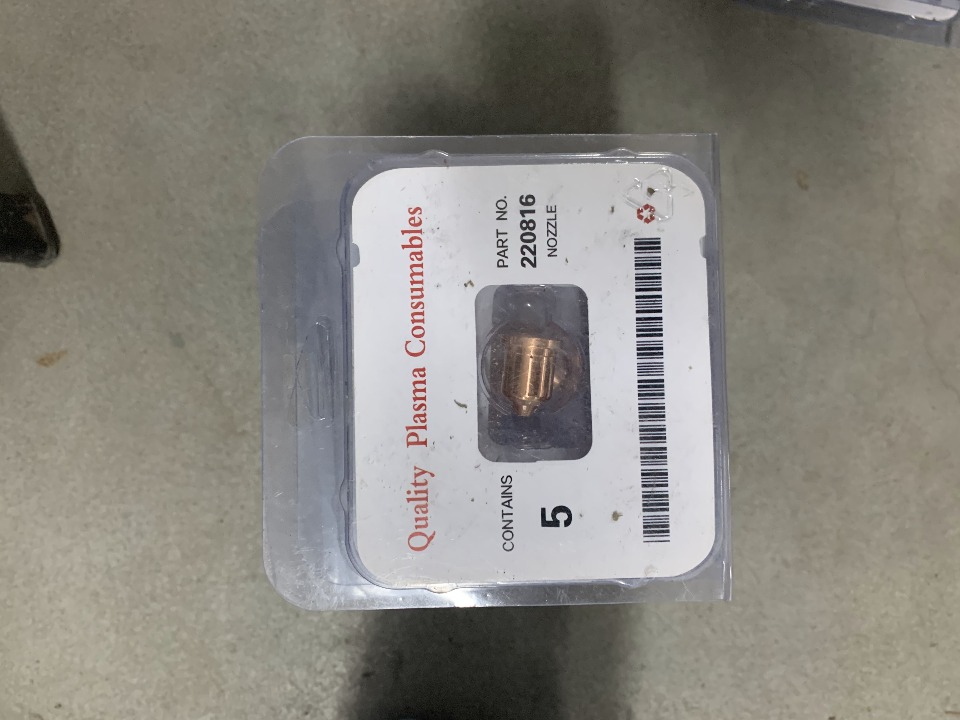 Quality Plasma Consumables
CONTAINS
5
PART NO.
220816
NOZZLE